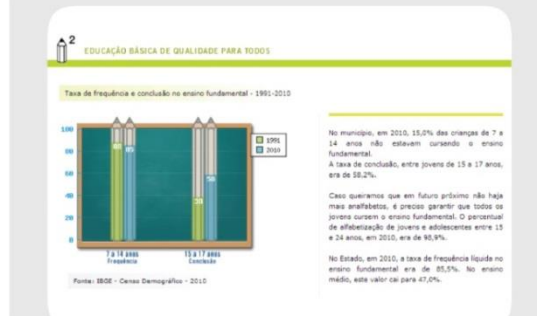 2
EDUCAÇÃO BÁSICA DE QUALIDADE PARA TODOS
Taxa de frequência e conclusão no ensino fundamental - 1991-2010
100
80
60
40
20
0
85
58
1991
2010
7 a 14 anos
Frequência
15 a 17 anos
Conclusão
Fonte: IBGE - Censo Demográfico - 2010
No município, em 2010, 15,0% das crianças de 7 a
14 anos não estavam cursando o ensino
fundamental.
A taxa de conclusão, entre jovens de 15 a 17 anos,
era de 58,2%.
Caso queiramos que em futuro próximo não haja
mais analfabetos, é preciso garantir que todos os
jovens cursem o ensino fundamental. O percentual
de alfabetização de jovens e adolescentes entre 15
e 24 anos, em 2010, era de 98,9%.
No Estado, em 2010, a taxa de frequência líquida no
ensino fundamental era de 85,5%. No ensino
médio, este valor cai para 47,0%.